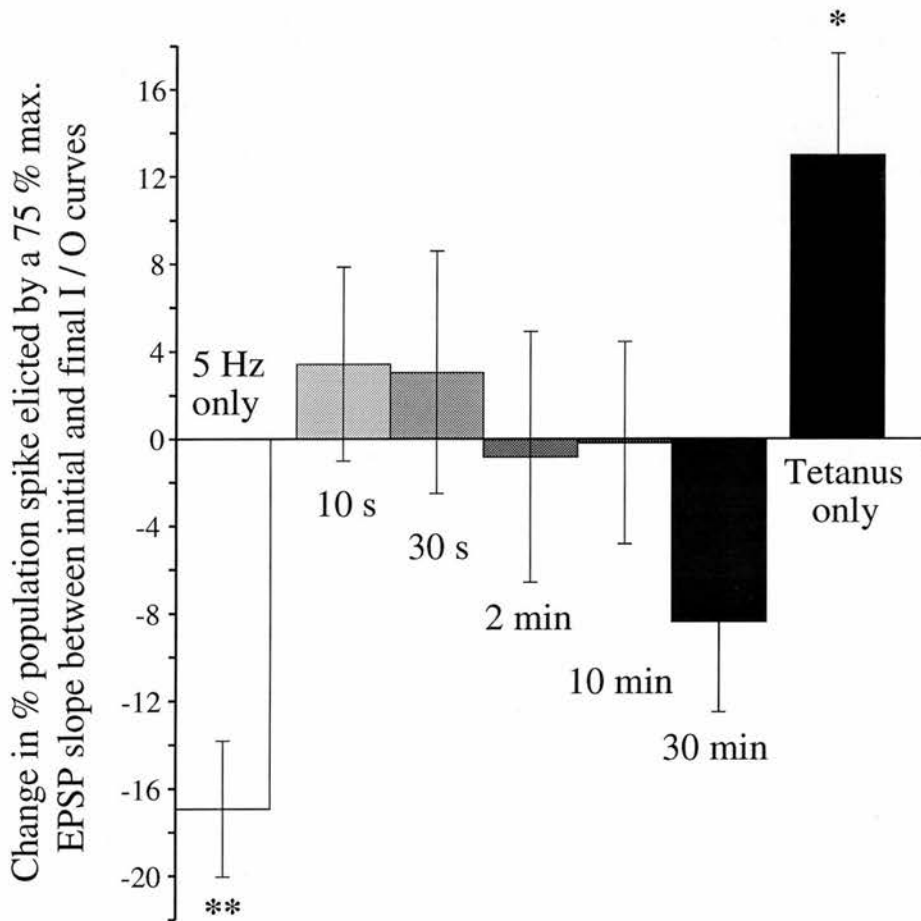 Change in % population spike elicted by a 75 % max.
EPSP slope between initial and final I / O curves
16
12
8
4
0
-4
-8
-12
-16
-20
5 Hz
only
**
10 s
30 s
2 min
10 min
30 min
*
Tetanus
only